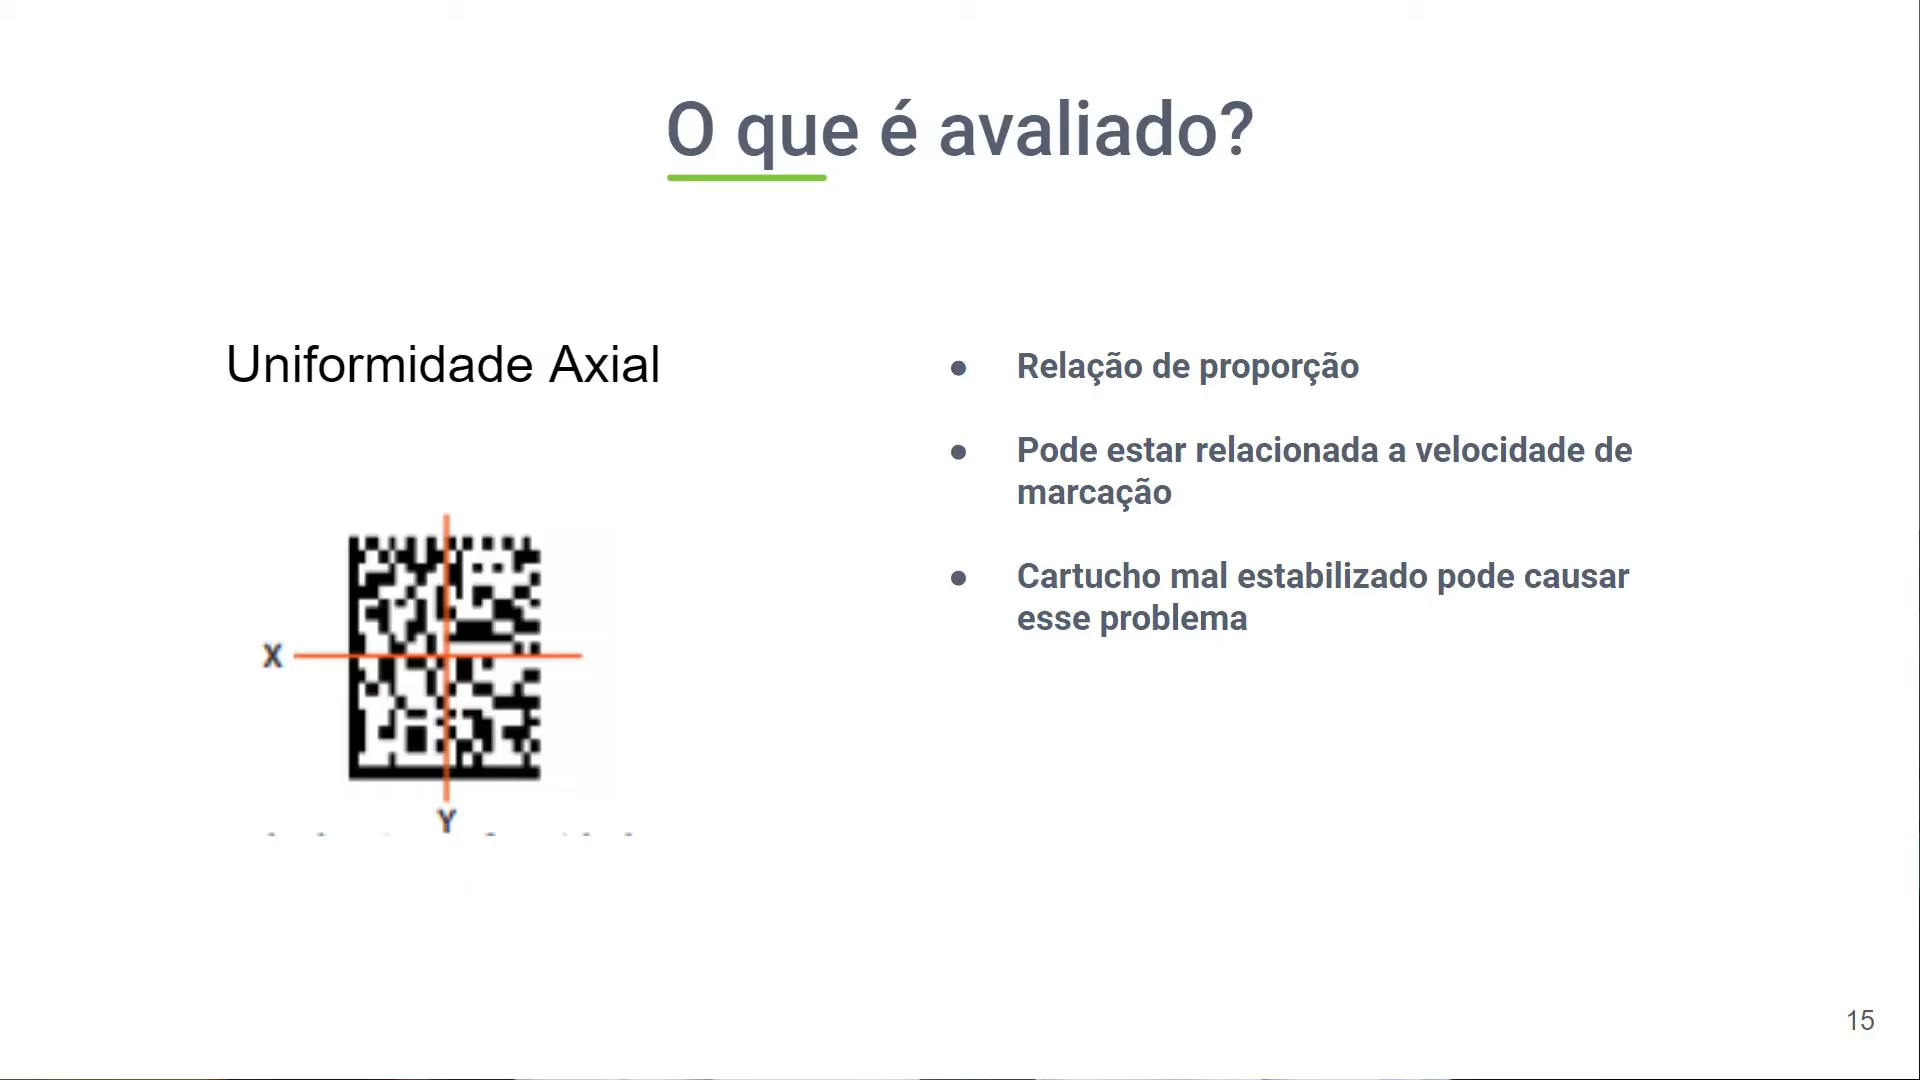 O que é avaliado?
Uniformidade Axial
● Relação de proporção
● Pode estar relacionada a velocidade de
marcação
● Cartucho mal estabilizado pode causar
esse problema
X
Y
15